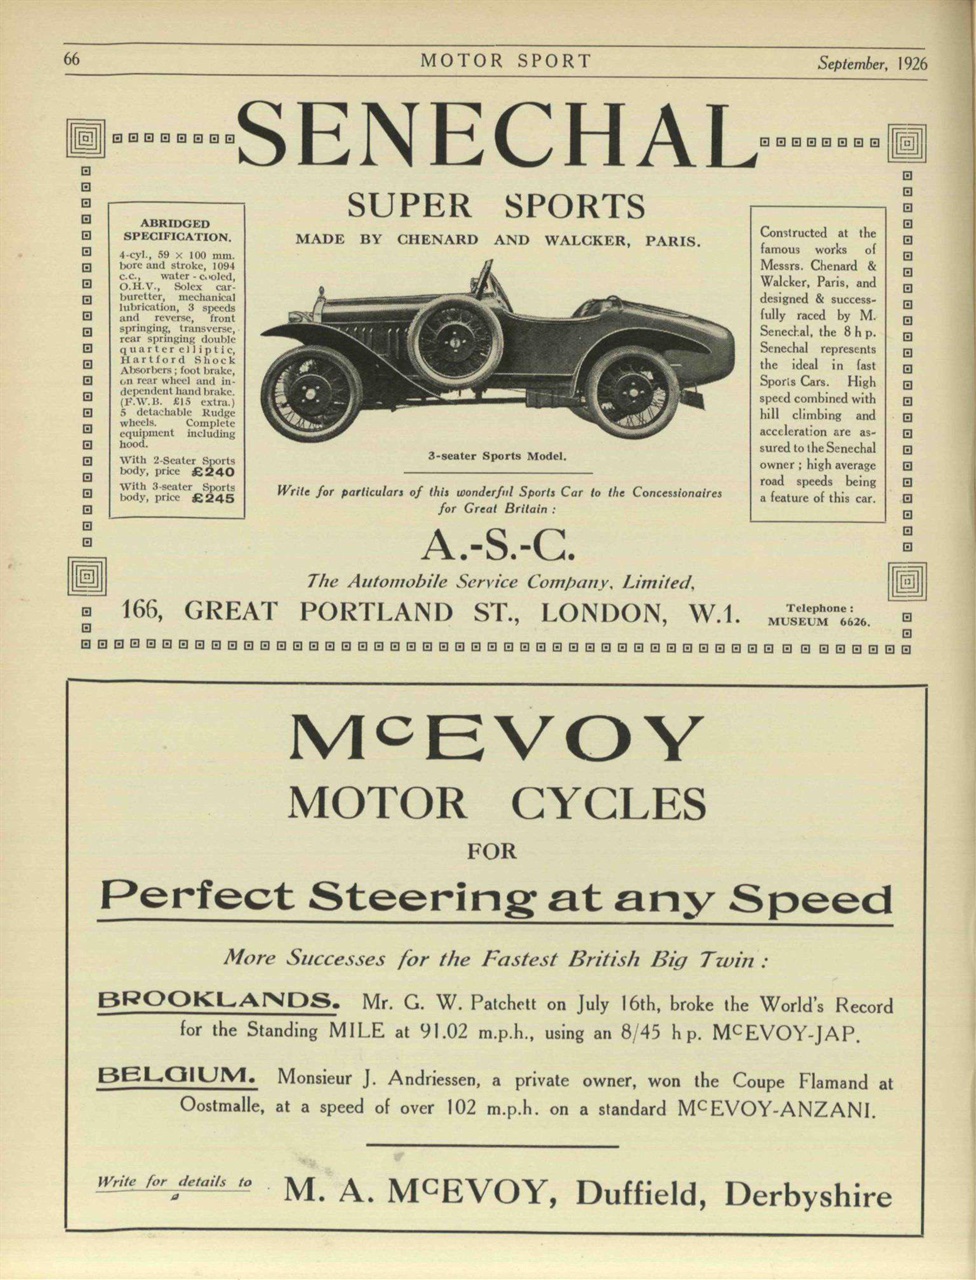 66
MOTOR SPORT
September, 1926
SENECHAL
SUPER SPORTS
MADE BY CHENARD AND WALCKER, PARIS.
ABRIDGED
SPECIFICATION.
4-cyl., 59 × 100 mm.
bore and stroke, 1094
c.c., water-cooled,
O.H.V., Solex car-
buretter, mechanical
lubrication, 3 speeds
and reverse, front
springing, transverse,
rear springing double
quarter elliptic,
Hartford Shock
Absorbers; foot brake,
on rear wheel and in-
dependent hand brake.
(F.W.B. £15 extra.)
5 detachable Rudge
wheels. Complete
equipment including
hood.
With 2-Seater Sports
body, price £240
With 3-seater Sports
body, price £245
3-seater Sports Model.
Constructed at the
famous works of
Messrs. Chenard &
Walcker, Paris, and
designed & success-
fully raced by M.
Senechal, the 8 h p.
Senechal represents
the ideal in fast
Sports Cars. High
speed combined with
hill climbing and
acceleration are as-
sured to the Senechal
owner; high average
road speeds being
a feature of this car.
Write for particulars of this wonderful Sports Car to the Concessionaires
for Great Britain:
A.-S.-C.
The Automobile Service Company, Limited,
166, GREAT PORTLAND ST., LONDON, W.1.
Telephone:
MUSEUM 6626.
McEVOY
MOTOR CYCLES
FOR
Perfect Steering at any Speed
More Successes for the Fastest British Big Twin:
BROOKLANDS. Mr. G. W. Patchett on July 16th, broke the World's Record
for the Standing MILE at 91.02 m.p.h., using an 8/45 h p. McEVOY-JAP.
BELGIUM. Monsieur J. Andriessen, a private owner, won the Coupe Flamand at
Oostmalle, at a speed of over 102 m.p.h. on a standard McEVOY-ANZANI.
Write for details to
M. A. McEVOY, Duffield, Derbyshire